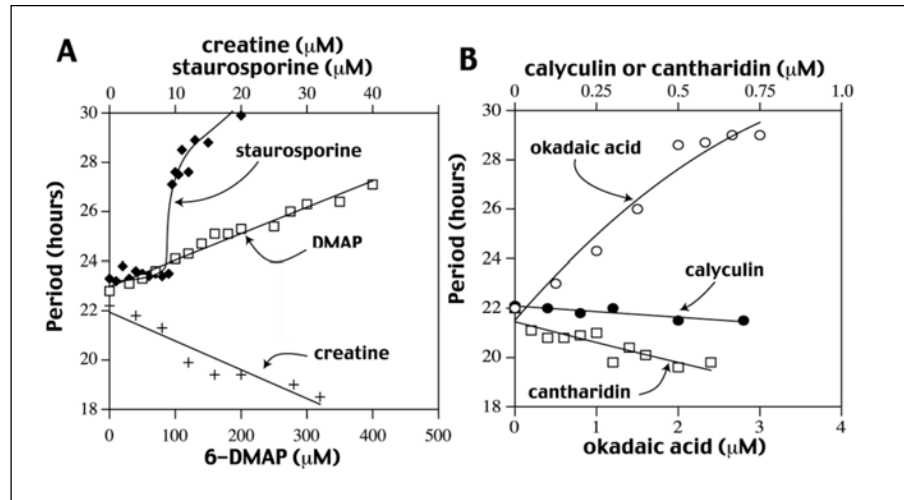 A
creatine (μM)
staurosporine (μM)
0 10 20 30 40 50
30
28
26
24
22
20
18
Period (hours)
staurosporine
DMAP
creatine
0 100 200 300 400 500
6-DMAP (μM)
B
calyculin or cantharidin (μM)
0 0.25 0.5 0.75 1.0
30
28
26
24
22
20
18
Period (hours)
okadaic acid
calyculin
cantharidin
0 1 2 3 4
okadaic acid (μM)